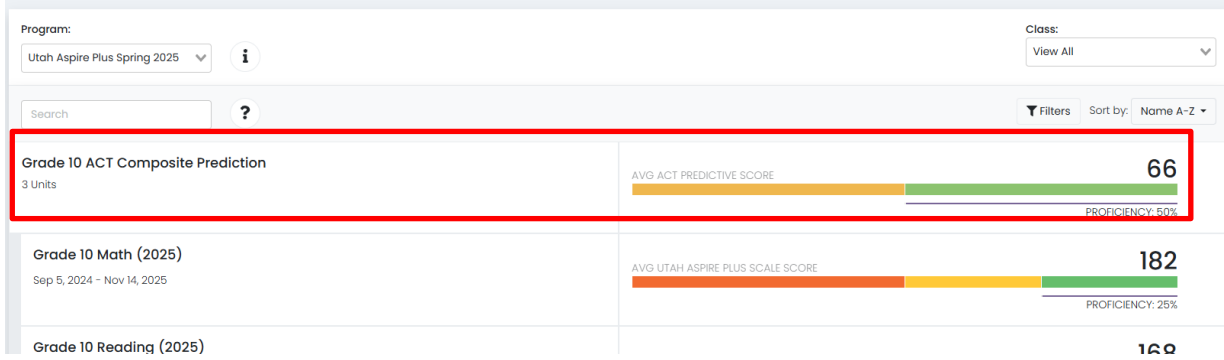 Program:
Class:
Utah Aspire Plus Spring 2025
i
View All
Search
?
Filters
Sort by:
Name A-Z
Grade 10 ACT Composite Prediction
3 Units
AVG ACT PREDICTIVE SCORE
66
PROFICIENCY: 50%
Grade 10 Math (2025)
Sep 5, 2024 - Nov 14, 2025
AVG UTAH ASPIRE PLUS SCALE SCORE
182
PROFICIENCY: 25%
Grade 10 Reading (2025)
168